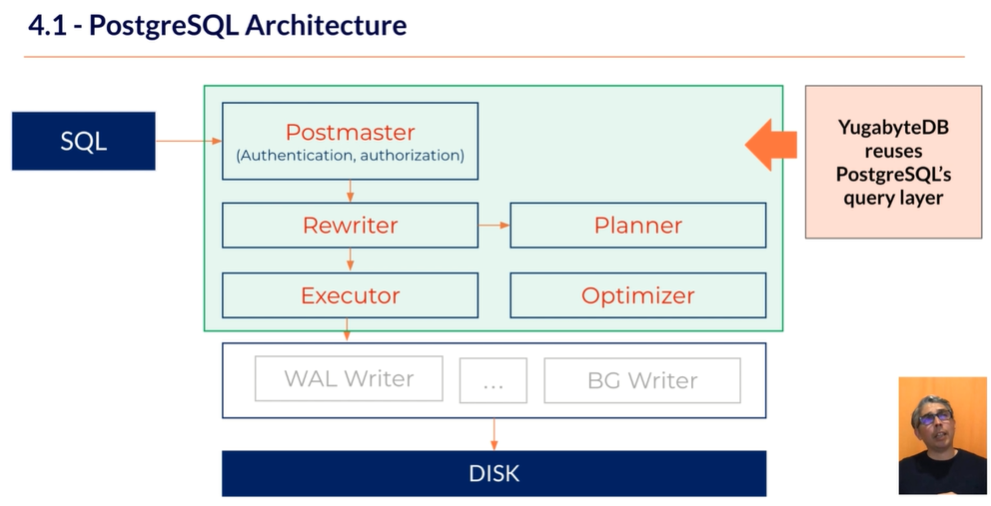 4.1 - PostgreSQL Architecture
SQL
Postmaster
(Authentication, authorization)
YugabyteDB
reuses
PostgreSQL's
query layer
Rewriter
Planner
Executor
Optimizer
WAL Writer
...
BG Writer
DISK